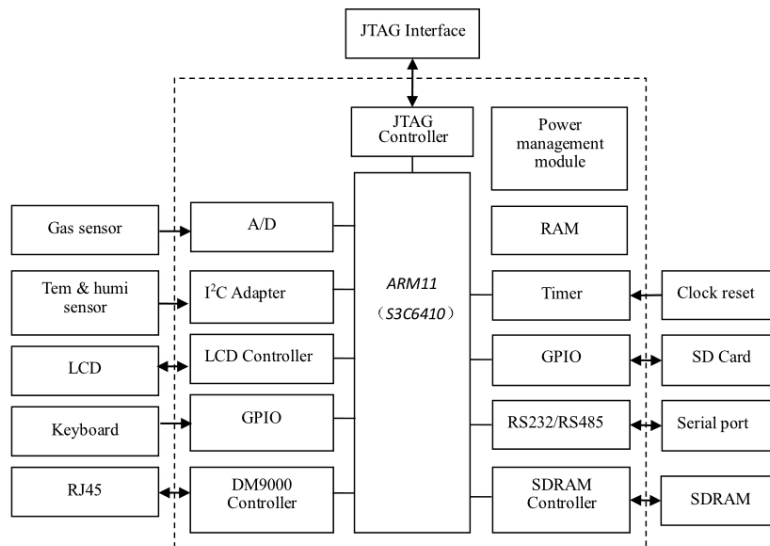 JTAG Interface
JTAG
Controller
Power
management
module
Gas sensor
A/D
RAM
Tem & humi
sensor
I²C Adapter
ARM11
（S3C6410）
Timer
Clock reset
LCD
LCD Controller
GPIO
SD Card
Keyboard
GPIO
RS232/RS485
Serial port
RJ45
DM9000
Controller
SDRAM
Controller
SDRAM